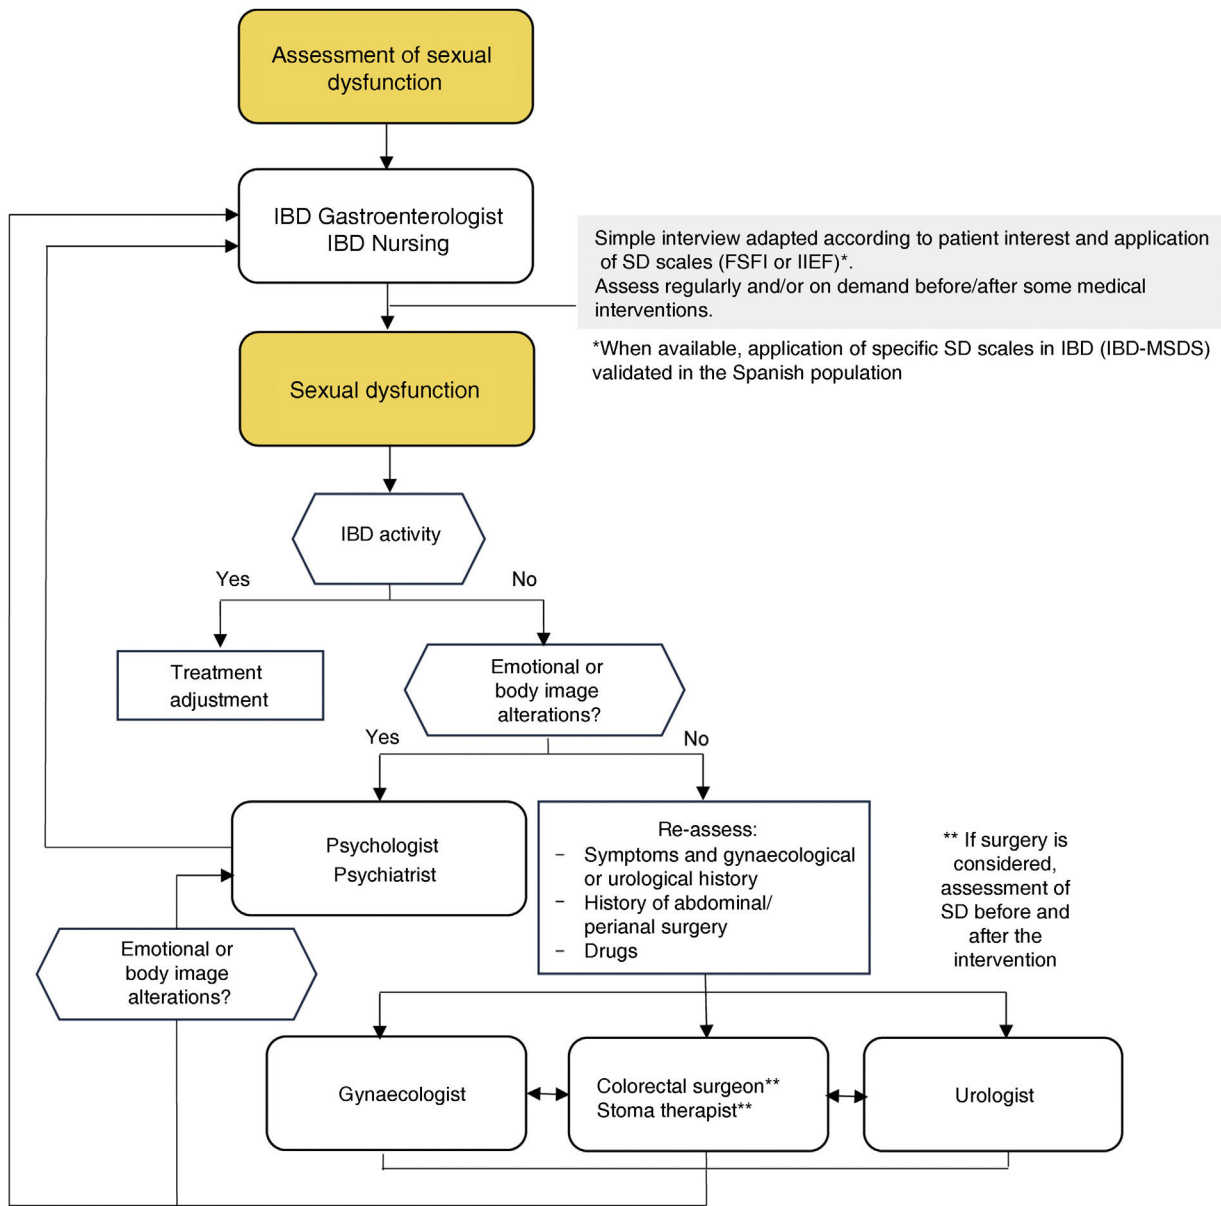 Assessment of sexual
dysfunction
IBD Gastroenterologist
IBD Nursing
Simple interview adapted according to patient interest and application
of SD scales (FSFI or IIEF)*.
Assess regularly and/or on demand before/after some medical
interventions.
*When available, application of specific SD scales in IBD (IBD-MSDS)
validated in the Spanish population
Sexual dysfunction
IBD activity
Yes
No
Treatment
adjustment
Emotional or
body image
alterations?
Yes
No
Psychologist
Psychiatrist
Re-assess:
- Symptoms and gynaecological
or urological history
- History of abdominal/
perianal surgery
- Drugs
** If surgery is
considered,
assessment of
SD before and
after the
intervention
Emotional or
body image
alterations?
Gynaecologist
Colorectal surgeon**
Stoma therapist**
Urologist